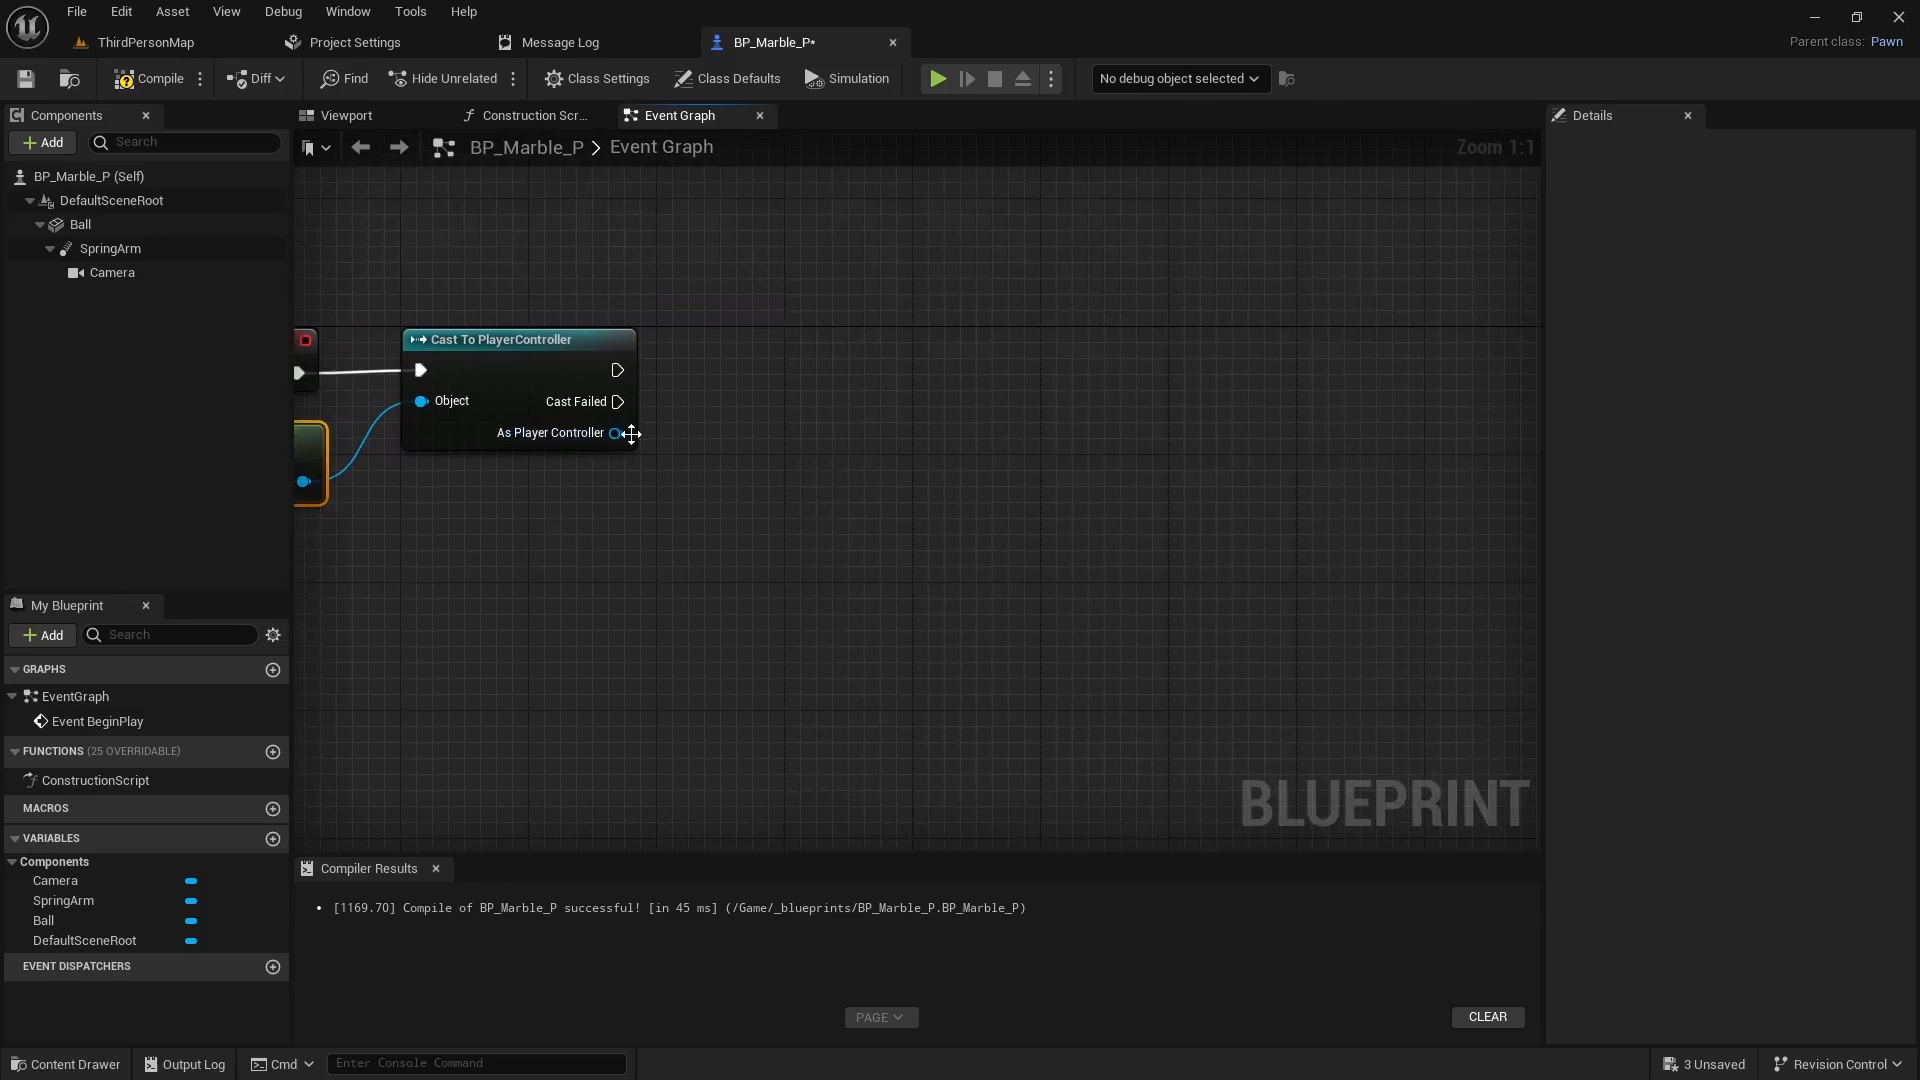 File Edit Asset View Debug Window Tools Help
ThirdPersonMap Project Settings Message Log BP_Marble_P* Parent class: Pawn
Compile Diff Find Hide Unrelated Class Settings Class Defaults Simulation No debug object selected
Components
Add Search
BP_Marble_P (Self)
DefaultSceneRoot
Ball
SpringArm
Camera
Viewport Construction Scr... Event Graph
BP_Marble_P > Event Graph Zoom 1:1
Cast To PlayerController
Object Cast Failed
As Player Controller
BLUEPRINT
Details
My Blueprint
Add Search
GRAPHS
EventGraph
Event BeginPlay
FUNCTIONS (25 OVERRIDABLE)
ConstructionScript
MACROS
VARIABLES
Components
Camera
SpringArm
Ball
DefaultSceneRoot
EVENT DISPATCHERS
Compiler Results
[1169.70] Compile of BP_Marble_P successful! [in 45 ms] (/Game/_blueprints/BP_Marble_P.BP_Marble_P)
PAGE CLEAR
Content Drawer Output Log Cmd Enter Console Command 3 Unsaved Revision Control